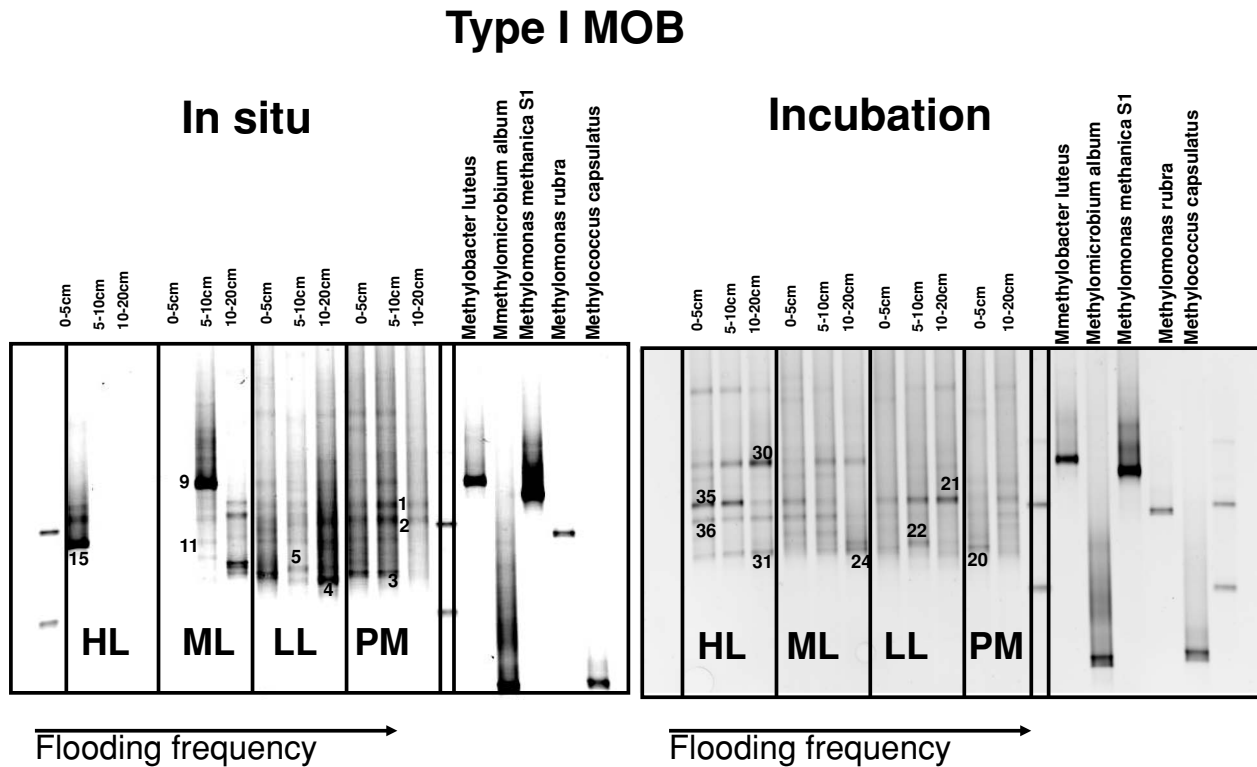 Type I MOB
In situ
Incubation
0-5cm
5-10cm
10-20cm
0-5cm
5-10cm
10-20cm
0-5cm
5-10cm
10-20cm
0-5cm
5-10cm
10-20cm
Methylobacter luteus
Mmethylomicrobium album
Methylomonas methanica S1
Methylomonas rubra
Methylococcus capsulatus
0-5cm
5-10cm
10-20cm
0-5cm
5-10cm
10-20cm
0-5cm
5-10cm
10-20cm
0-5cm
10-20cm
Mmethylobacter luteus
Methylomicrobium album
Methylomonas methanica S1
Methylomonas rubra
Methylococcus capsulatus
9
1
2
11
15
5
4
3
HL
ML
LL
PM
30
35
21
36
22
31
24
20
HL
ML
LL
PM
Flooding frequency
Flooding frequency